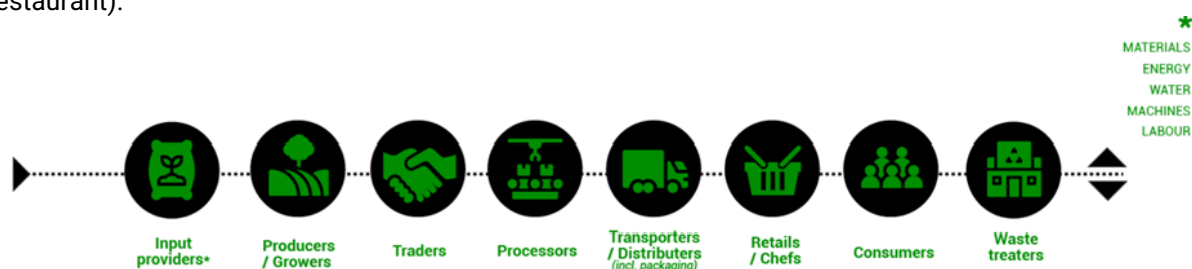 estaurant).
*
MATERIALS
ENERGY
WATER
MACHINES
LABOUR
Input
providers*
Producers
/ Growers
Traders
Processors
Transporters
/ Distributers
(incl. packaging)
Retails
/ Chefs
Consumers
Waste
treaters